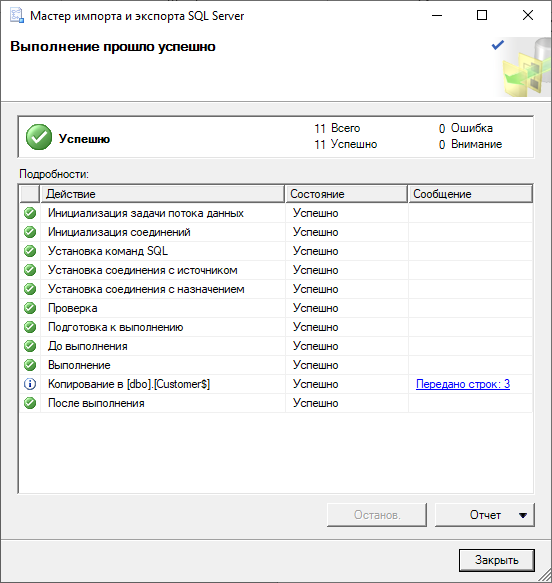 Мастер импорта и экспорта SQL Server
Выполнение прошло успешно
Успешно
11 Всего 0 Ошибка
11 Успешно 0 Внимание
Подробности:
Действие Состояние Сообщение
Инициализация задачи потока данных Успешно
Инициализация соединений Успешно
Установка команд SQL Успешно
Установка соединения с источником Успешно
Установка соединения с назначением Успешно
Проверка Успешно
Подготовка к выполнению Успешно
До выполнения Успешно
Выполнение Успешно
Копирование в [dbo].[Customer$] Успешно Передано строк: 3
После выполнения Успешно
Останов. Отчет
Закрыть